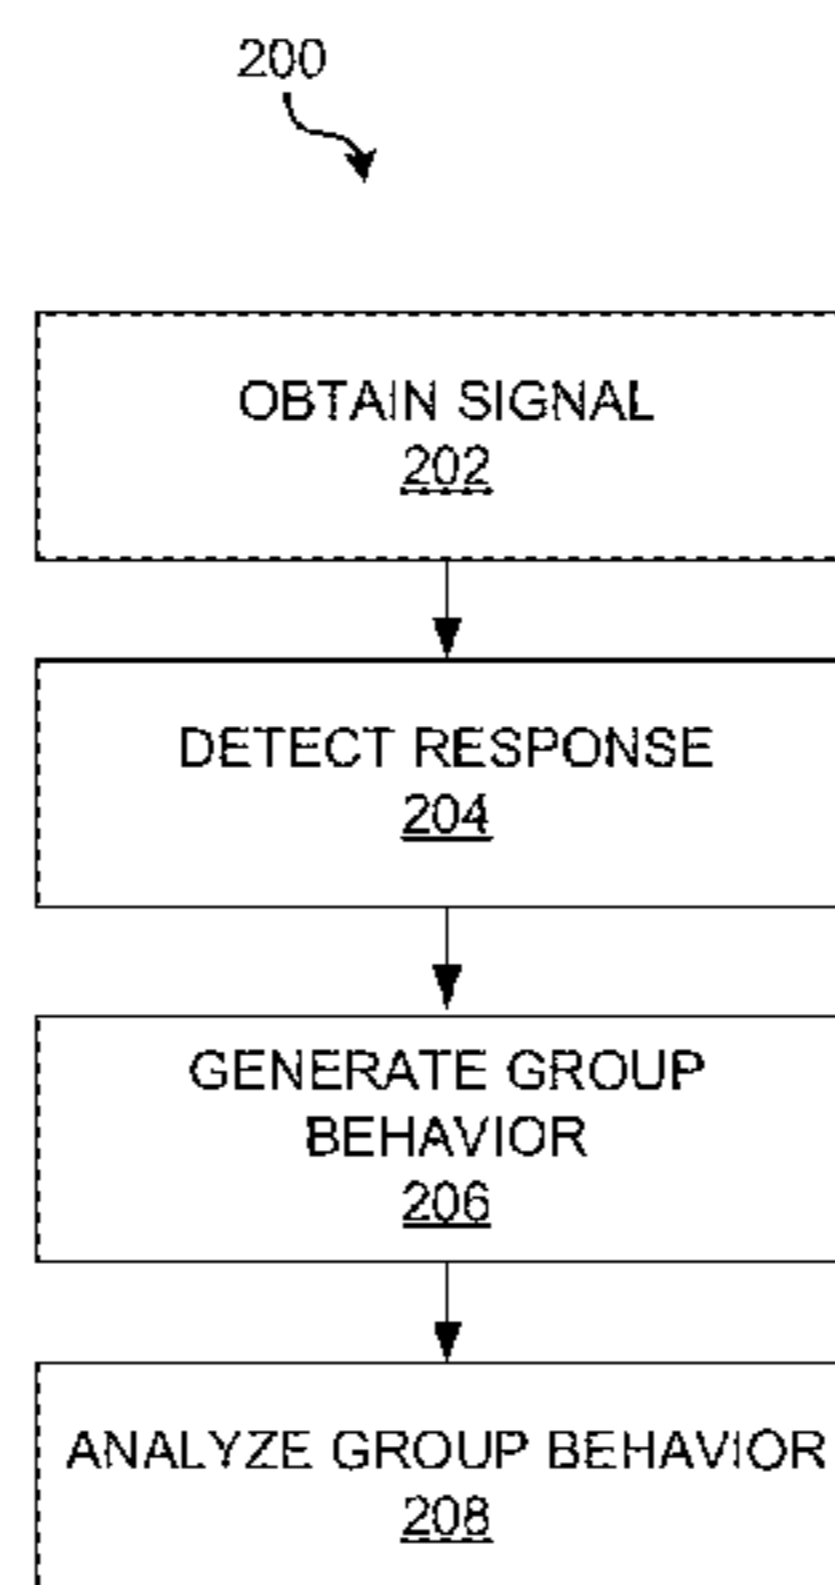 200
OBTAIN SIGNAL
202
DETECT RESPONSE
204
GENERATE GROUP
BEHAVIOR
206
ANALYZE GROUP BEHAVIOR
208